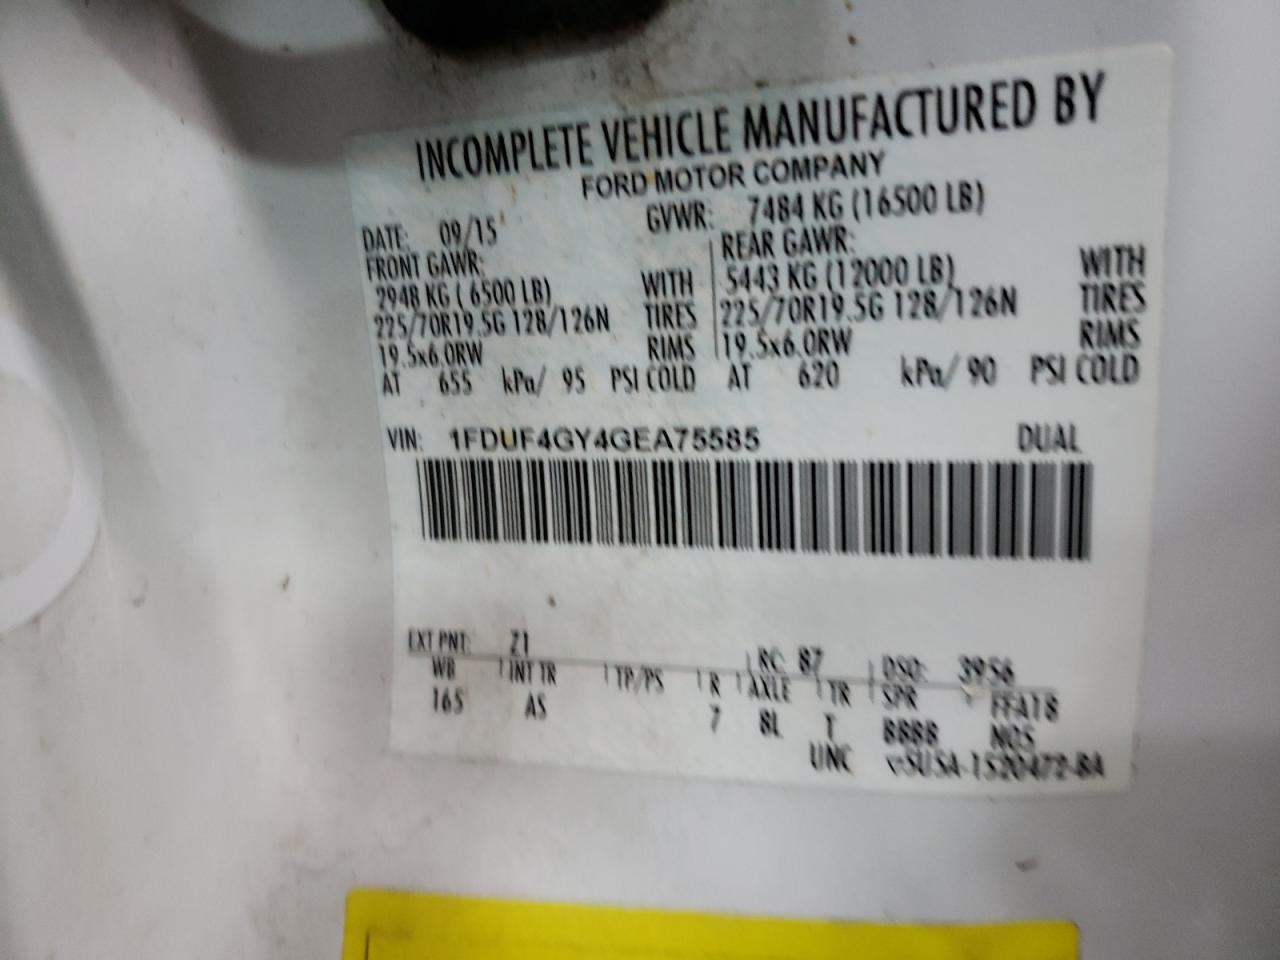 INCOMPLETE VEHICLE MANUFACTURED BY
FORD MOTOR COMPANY
DATE: 09/15 GVWR: 7484 KG (16500 LB)
FRONT GAWR: REAR GAWR:
2948 KG ( 6500 LB) WITH 5443 KG (12000 LB) WITH
225/70R19.5G 128/126N TIRES 225/70R19.5G 128/126N TIRES
19.5x6.0RW RIMS 19.5x6.0RW RIMS
AT 655 kPa/ 95 PSI COLD AT 620 kPa/ 90 PSI COLD
VIN: 1FDUF4GY4GEA75585 DUAL
EXT PNT: Z1 RC: 87 DSO: 3956
WB INT TR TP/PS R AXLE TR SPR FFA18
165 AS 7 8L T BBBB NOS
UNC